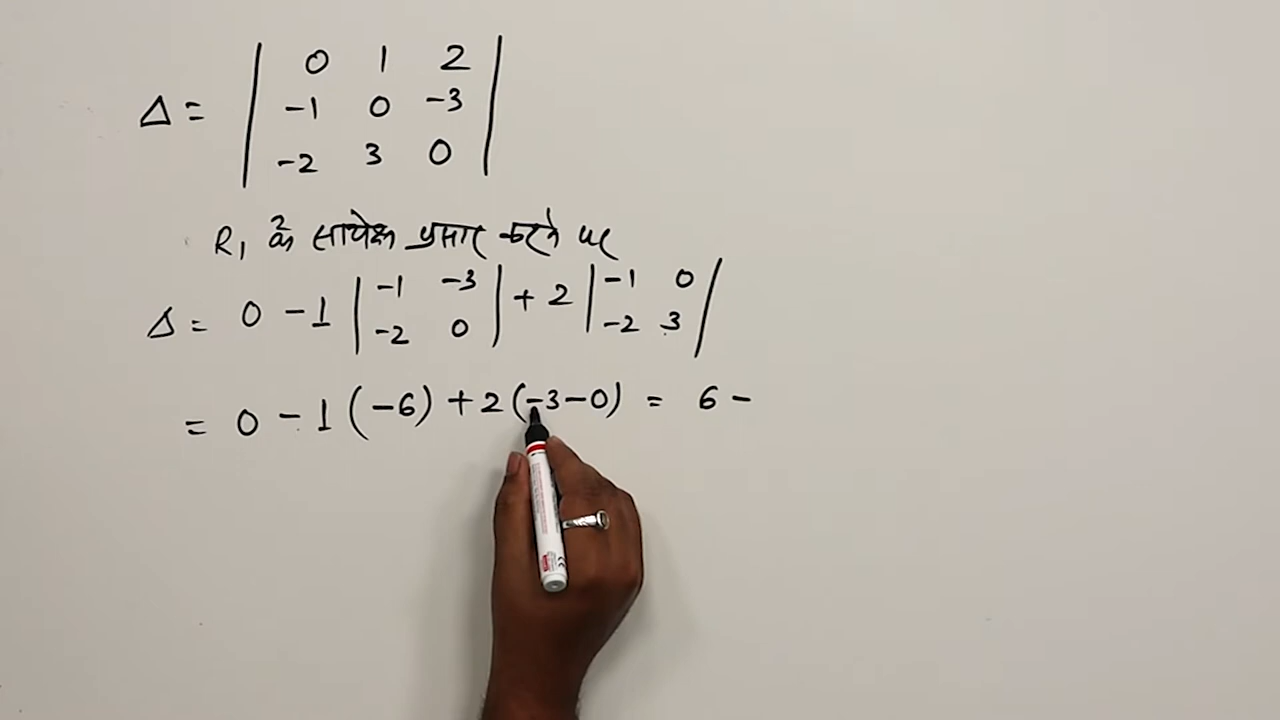 Δ = | 0 1 2 |
| -1 0 -3 |
| -2 3 0 |
R₁ के सापेक्ष प्रसार करने पर
Δ = 0 - 1 | -1 -3 | + 2 | -1 0 |
| -2 0 | | -2 3 |
= 0 - 1 (-6) + 2 (-3-0) = 6 -